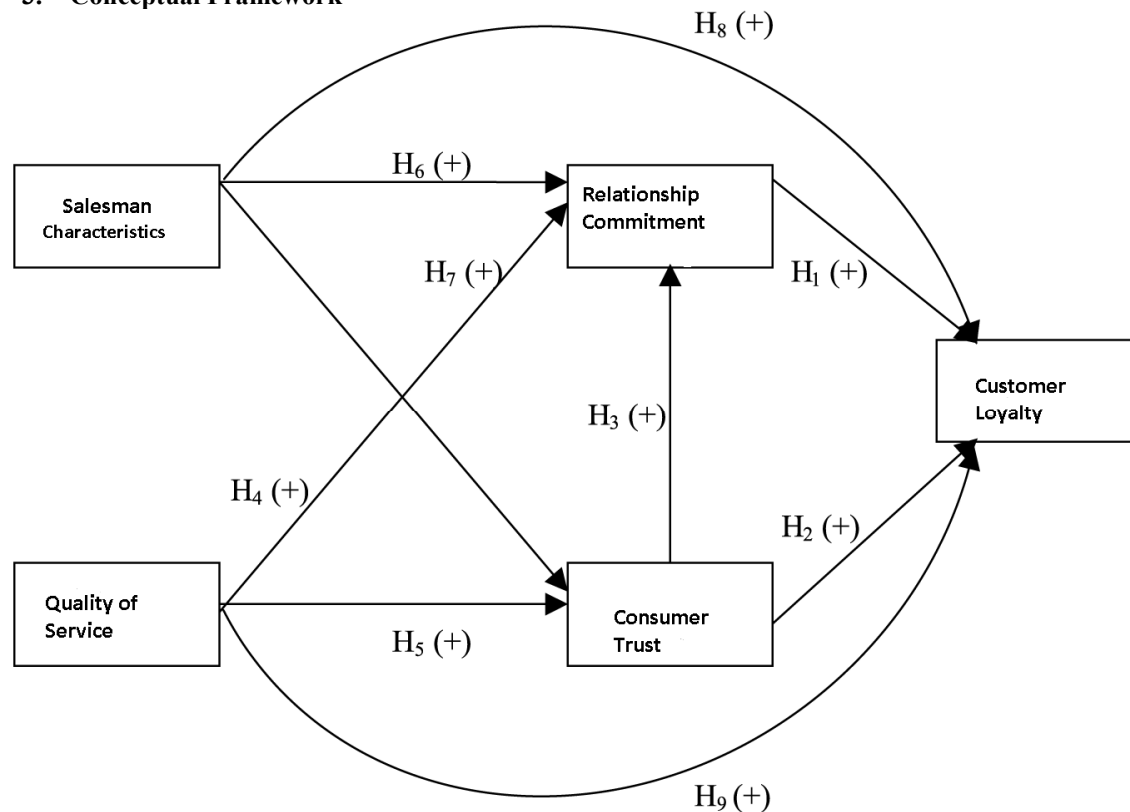 Conceptual Framework
H₈ (+)
H₆ (+)
Salesman
Characteristics
Relationship
Commitment
H₇ (+)
H₁ (+)
Customer
Loyalty
H₃ (+)
H₄ (+)
H₂ (+)
Quality of
Service
Consumer
Trust
H₅ (+)
H₉ (+)